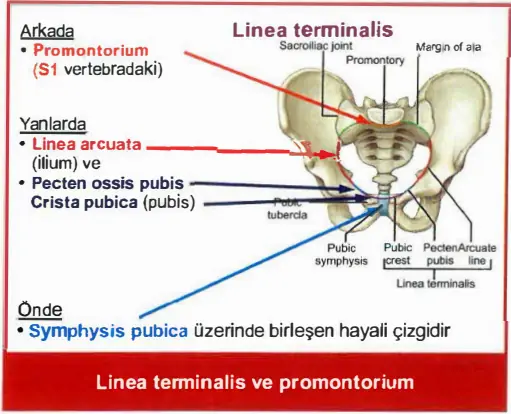 Linea terminalis
Arkada
• Promontorium
(S1 vertebradaki)
Yanlarda
• Linea arcuata
(ilium) ve
• Pecten ossis pubis
Crista pubica (pubis)
Sacroiliac joint
Margin of ala
Promontory
Pubic
tubercla
Pubic
symphysis
Pubic
crest
Pecten
pubis
Arcuate
line
Linea terminalis
Önde
• Symphysis pubica üzerinde birleşen hayali çizgidir
Linea terminalis ve promontorium